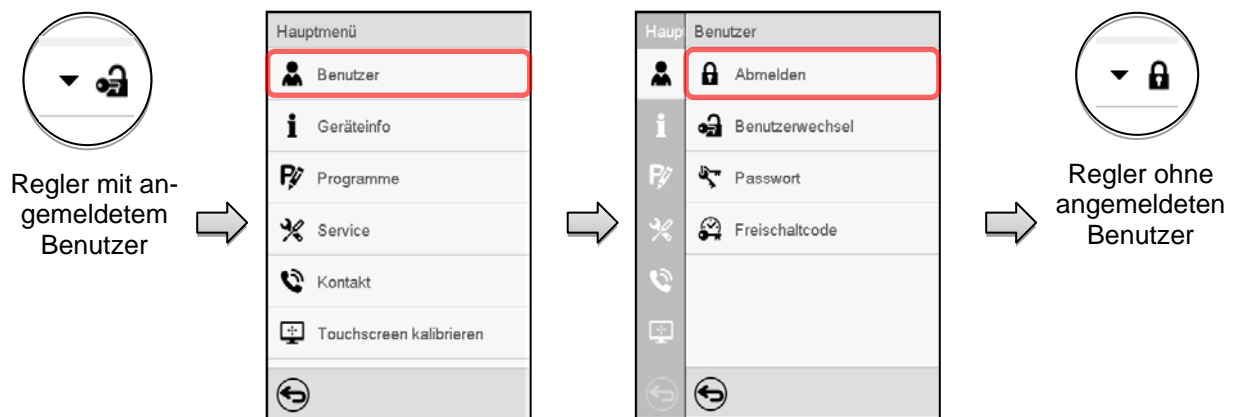 Regler mit an-
gemeldetem
Benutzer
Hauptmenü
Benutzer
Geräteinfo
Programme
Service
Kontakt
Touchscreen kalibrieren
Haup
Benutzer
Abmelden
Benutzerwechsel
Passwort
Freischaltcode
Regler ohne
angemeldeten
Benutzer